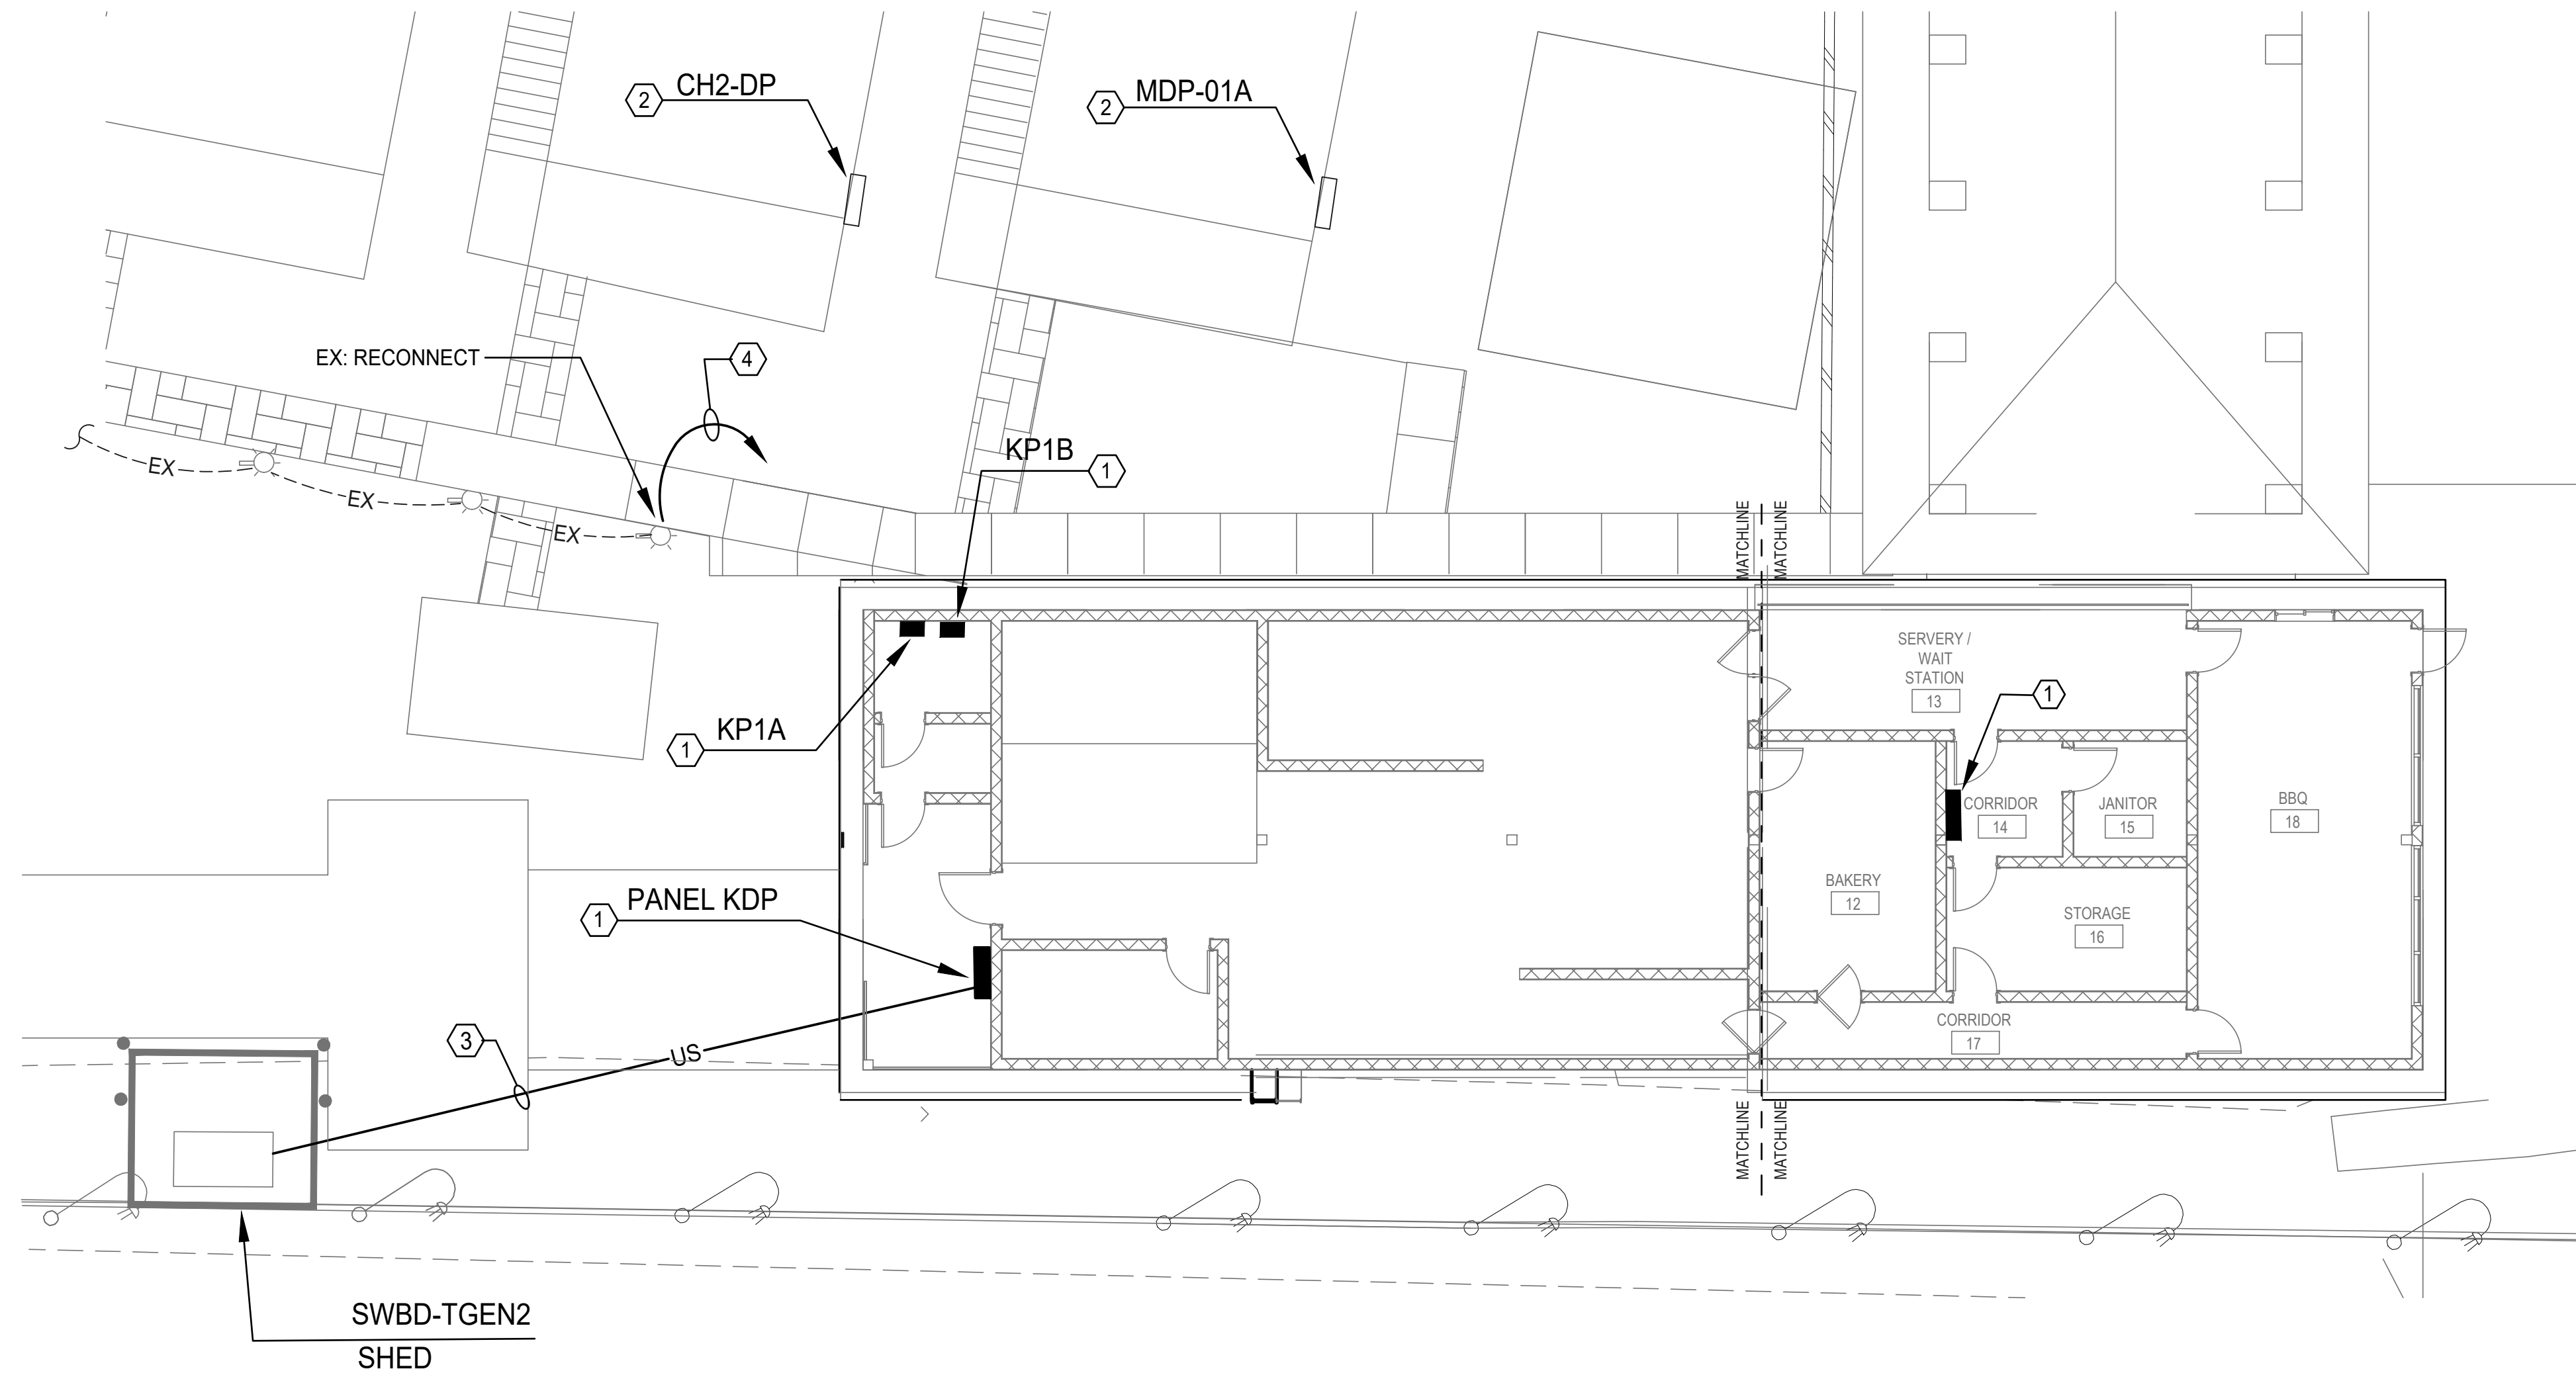 2 CH2-DP
2 MDP-01A
EX: RECONNECT
4
KP1B 1
EX
EX
EX
MATCHLINE
MATCHLINE
SERVERY /
WAIT
STATION
13
1
KP1A
1
CORRIDOR
14
JANITOR
15
BBQ
18
BAKERY
12
PANEL KDP
1
STORAGE
16
CORRIDOR
17
3
US
MATCHLINE
MATCHLINE
SWBD-TGEN2
SHED